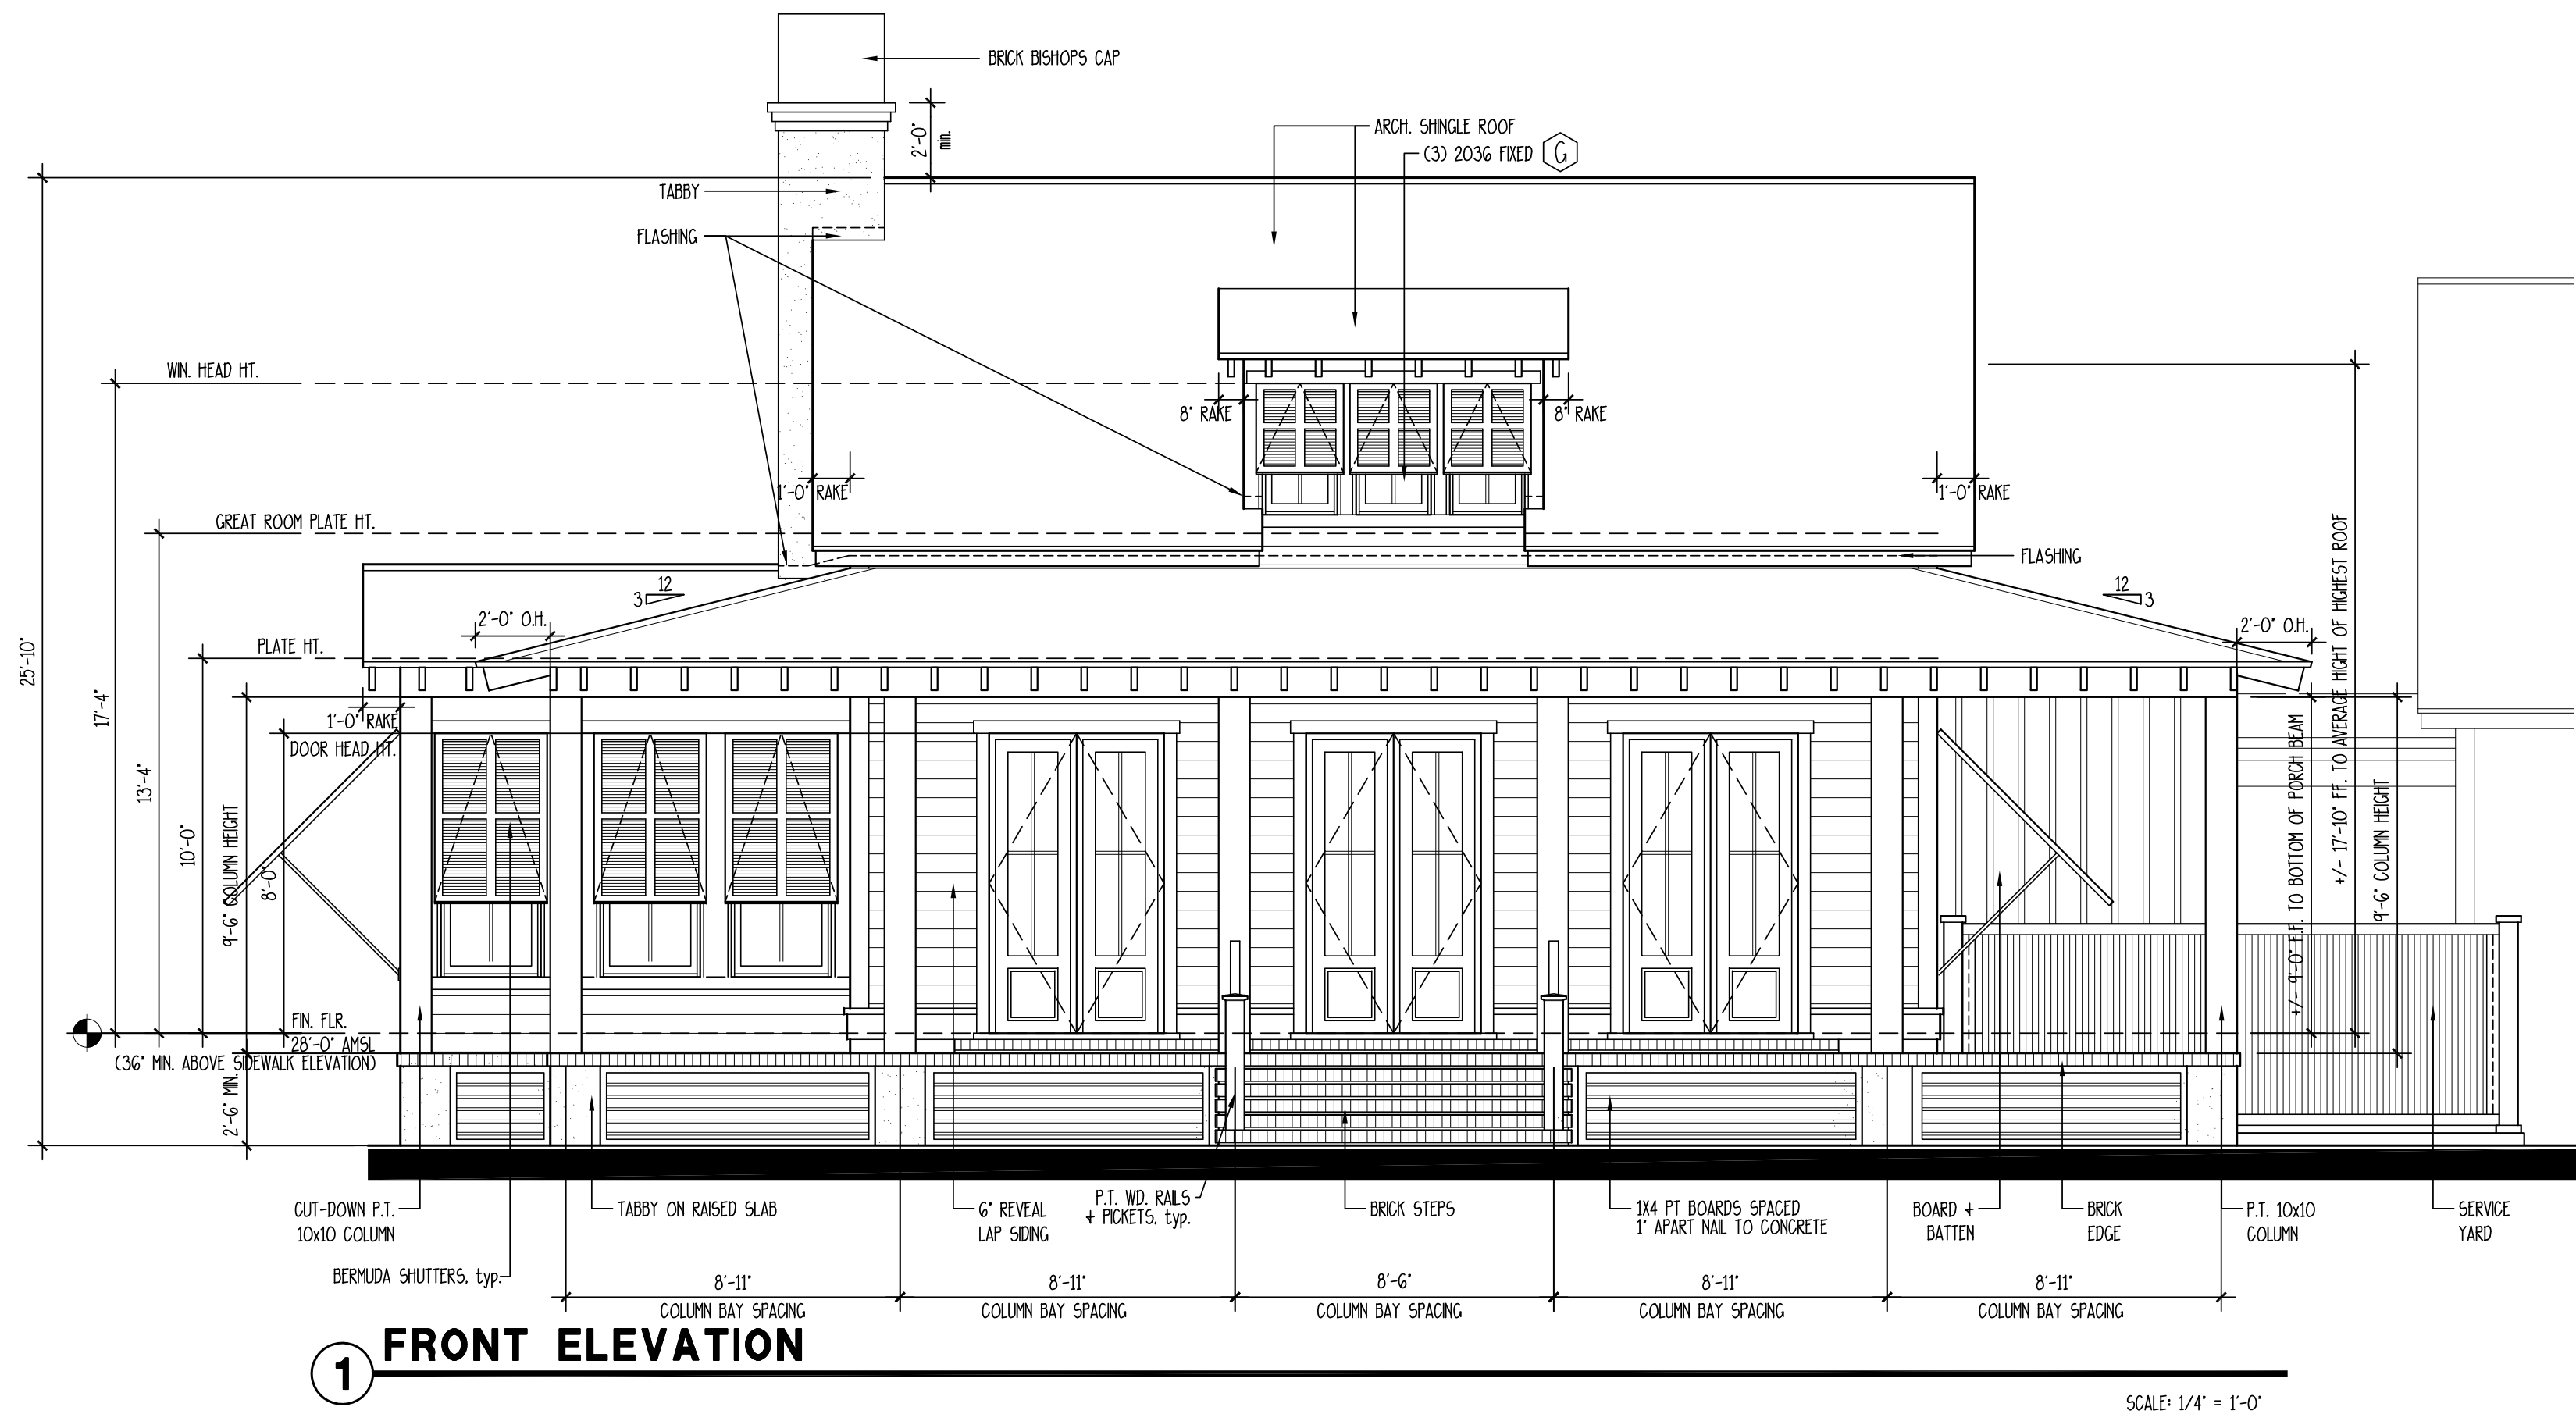 BRICK BISHOPS CAP
2'-0"
min.
ARCH. SHINGLE ROOF
(3) 2036 FIXED
G
TABBY
FLASHING
WIN. HEAD HT.
8" RAKE
8" RAKE
1'-0" RAKE
1'-0" RAKE
GREAT ROOM PLATE HT.
FLASHING
12
3
12
3
2'-0" O.H.
2'-0" O.H.
PLATE HT.
25'-10"
17'-4"
13'-4"
10'-0"
9'-6" COLUMN HEIGHT
8'-0"
1'-0" RAKE
DOOR HEAD HT.
+/- 9'-0" F.F. TO BOTTOM OF PORCH BEAM
+/- 17'-10" FF. TO AVERAGE HEIGHT OF HIGHEST ROOF
9'-6" COLUMN HEIGHT
FIN. FLR.
28'-0" AMSL
(36" MIN. ABOVE SIDEWALK ELEVATION)
2'-6" MIN.
CUT-DOWN P.T.
10x10 COLUMN
TABBY ON RAISED SLAB
6" REVEAL
LAP SIDING
P.T. WD. RAILS
+ PICKETS, typ.
BRICK STEPS
1X4 PT BOARDS SPACED
1" APART NAIL TO CONCRETE
BOARD +
BATTEN
BRICK
EDGE
P.T. 10x10
COLUMN
SERVICE
YARD
BERMUDA SHUTTERS, typ.
8'-11"
COLUMN BAY SPACING
8'-11"
COLUMN BAY SPACING
8'-6"
COLUMN BAY SPACING
8'-11"
COLUMN BAY SPACING
8'-11"
COLUMN BAY SPACING
1
FRONT ELEVATION
SCALE: 1/4" = 1'-0"